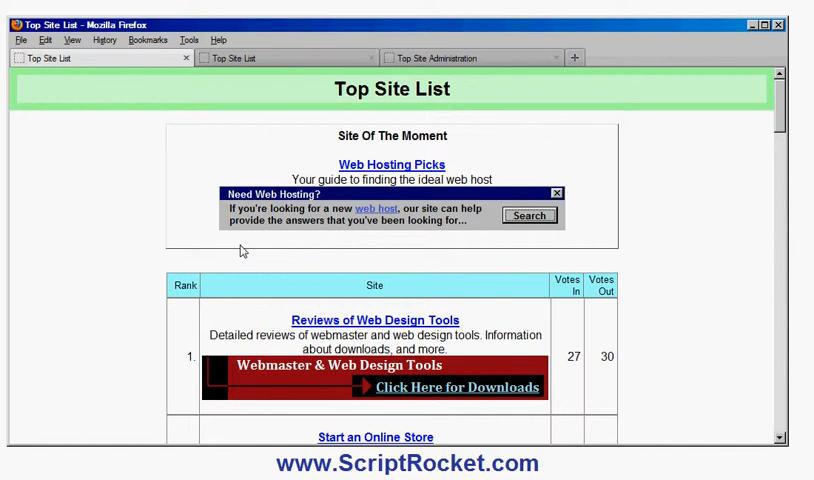 Top Site List - Mozilla Firefox
File Edit View History Bookmarks Tools Help
Top Site List Top Site List Top Site Administration
Top Site List
Site Of The Moment
Web Hosting Picks
Your guide to finding the ideal web host
Need Web Hosting?
If you're looking for a new web host, our site can help
provide the answers that you've been looking for...
Search
Rank Site Votes In Votes Out
Reviews of Web Design Tools
Detailed reviews of webmaster and web design tools. Information
about downloads, and more.
1. 27 30
Webmaster & Web Design Tools
Click Here for Downloads
Start an Online Store
www.ScriptRocket.com